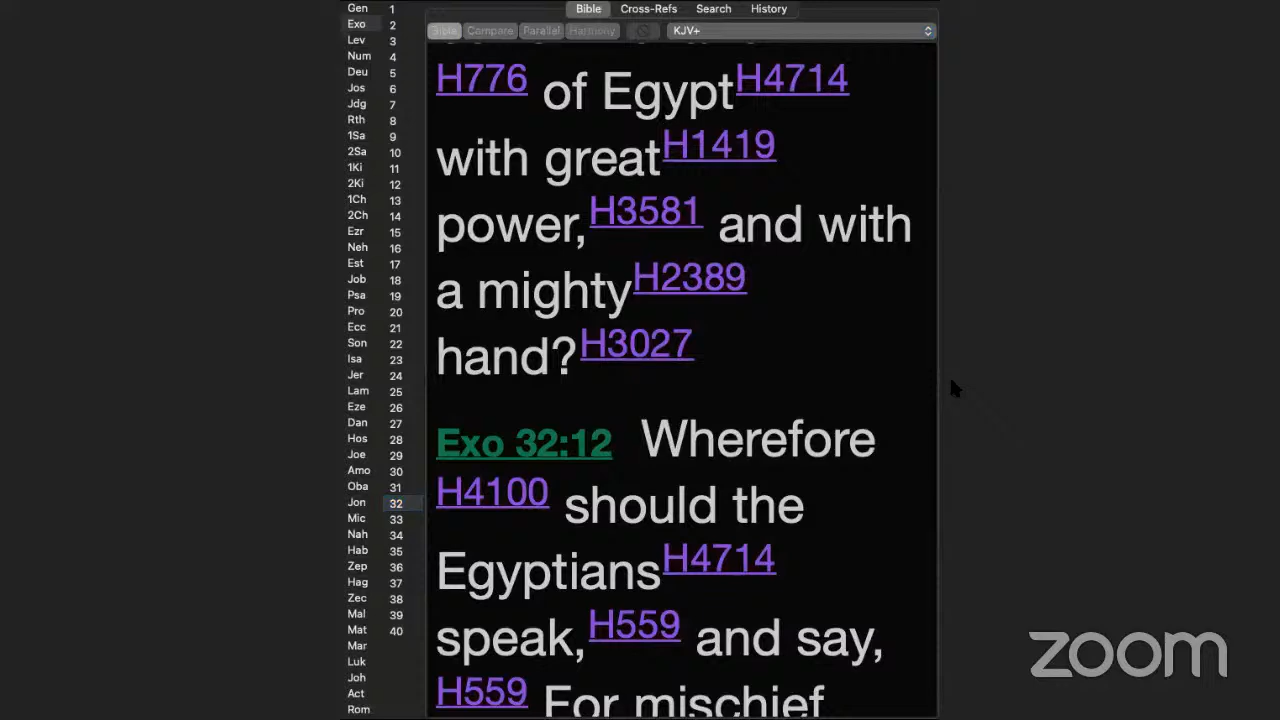 Bible Cross-Refs Search History
Bible Compare Parallel Harmony KJV+
Gen 1
Exo 2
Lev 3
Num 4
Deu 5
Jos 6
Jdg 7
Rth 8
1Sa 9
2Sa 10
1Ki 11
2Ki 12
1Ch 13
2Ch 14
Ezr 15
Neh 16
Est 17
Job 18
Psa 19
Pro 20
Ecc 21
Son 22
Isa 23
Jer 24
Lam 25
Eze 26
Dan 27
Hos 28
Joe 29
Amo 30
Oba 31
Jon 32
Mic 33
Nah 34
Hab 35
Zep 36
Hag 37
Zec 38
Mal 39
Mat 40
Mar
Luk
Joh
Act
Rom
H776 of EgyptH4714
with greatH1419
power,H3581 and with
a mightyH2389
hand?H3027
Exo 32:12 Wherefore
H4100 should the
EgyptiansH4714
speak,H559 and say,
H559 For mischief
zoom